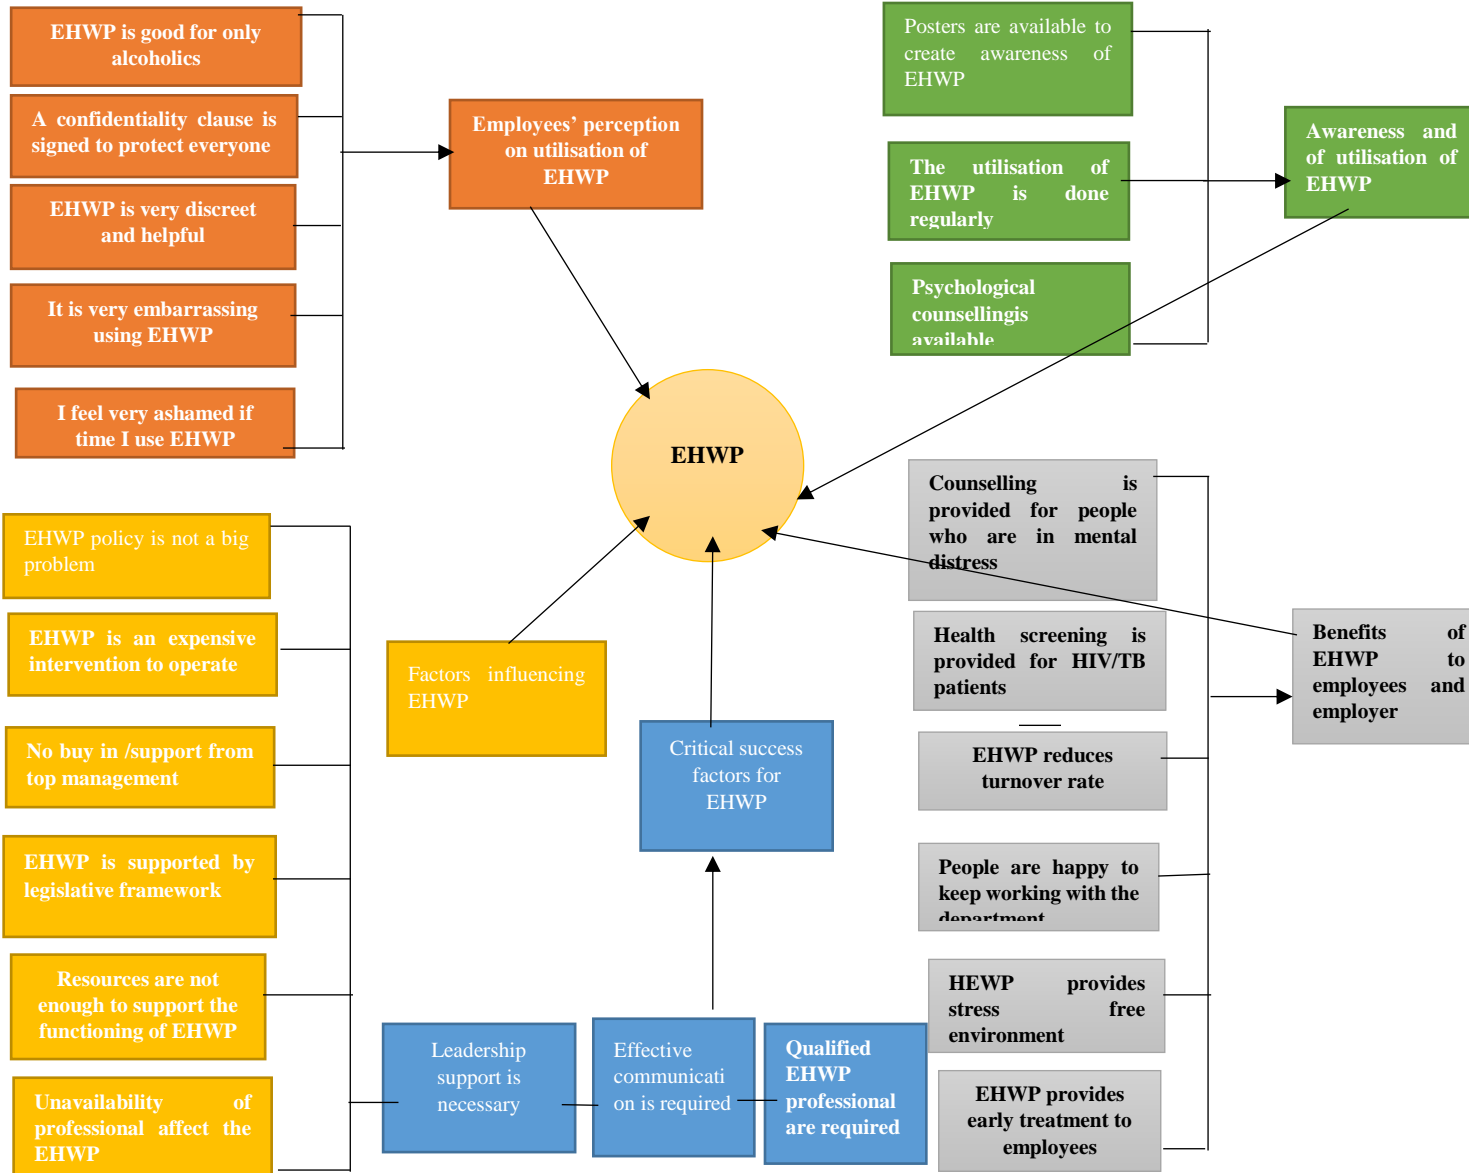 EHWP is good for only
alcoholics
A confidentiality clause is
signed to protect everyone
EHWP is very discreet
and helpful
It is very embarrassing
using EHWP
I feel very ashamed if
time I use EHWP
Employees’ perception
on utilisation of
EHWP
Posters are available to
create awareness of
EHWP
The utilisation of
EHWP is done
regularly
Psychological
counsellingis
available
Awareness and
of utilisation of
EHWP
EHWP
EHWP policy is not a big
problem
EHWP is an expensive
intervention to operate
No buy in /support from
top management
EHWP is supported by
legislative framework
Resources are not
enough to support the
functioning of EHWP
Unavailability of
professional affect the
EHWP
Factors influencing
EHWP
Critical success
factors for
EHWP
Leadership
support is
necessary
Effective
communicati
on is required
Qualified
EHWP
professional
are required
Counselling is
provided for people
who are in mental
distress
Health screening is
provided for HIV/TB
patients
EHWP reduces
turnover rate
People are happy to
keep working with the
department
HEWP provides
stress free
environment
EHWP provides
early treatment to
employees
Benefits of
EHWP to
employees and
employer